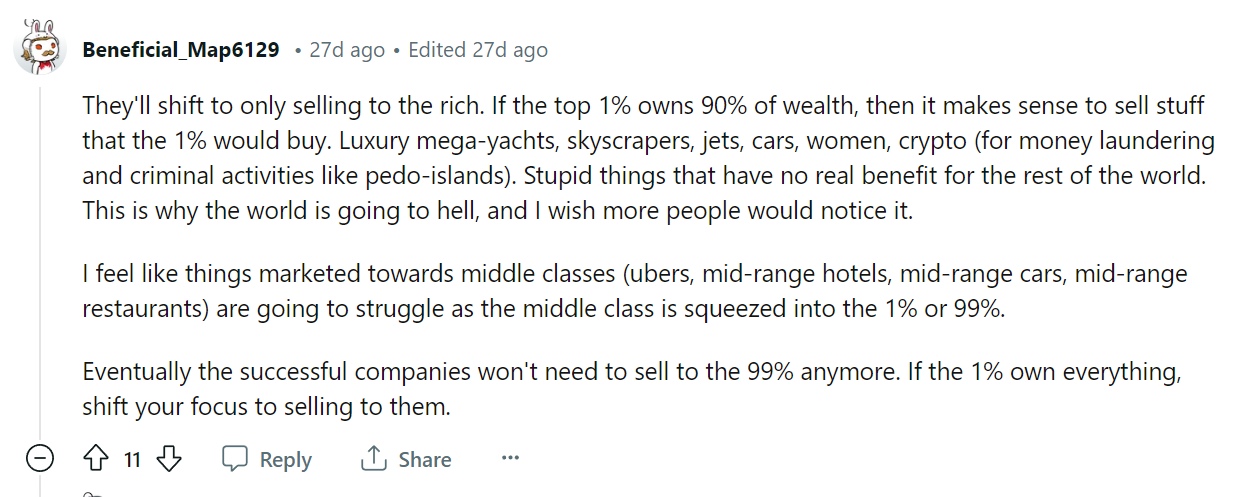 Beneficial_Map6129 • 27d ago • Edited 27d ago
They'll shift to only selling to the rich. If the top 1% owns 90% of wealth, then it makes sense to sell stuff
that the 1% would buy. Luxury mega-yachts, skyscrapers, jets, cars, women, crypto (for money laundering
and criminal activities like pedo-islands). Stupid things that have no real benefit for the rest of the world.
This is why the world is going to hell, and I wish more people would notice it.
I feel like things marketed towards middle classes (ubers, mid-range hotels, mid-range cars, mid-range
restaurants) are going to struggle as the middle class is squeezed into the 1% or 99%.
Eventually the successful companies won't need to sell to the 99% anymore. If the 1% own everything,
shift your focus to selling to them.
11 Reply Share ...